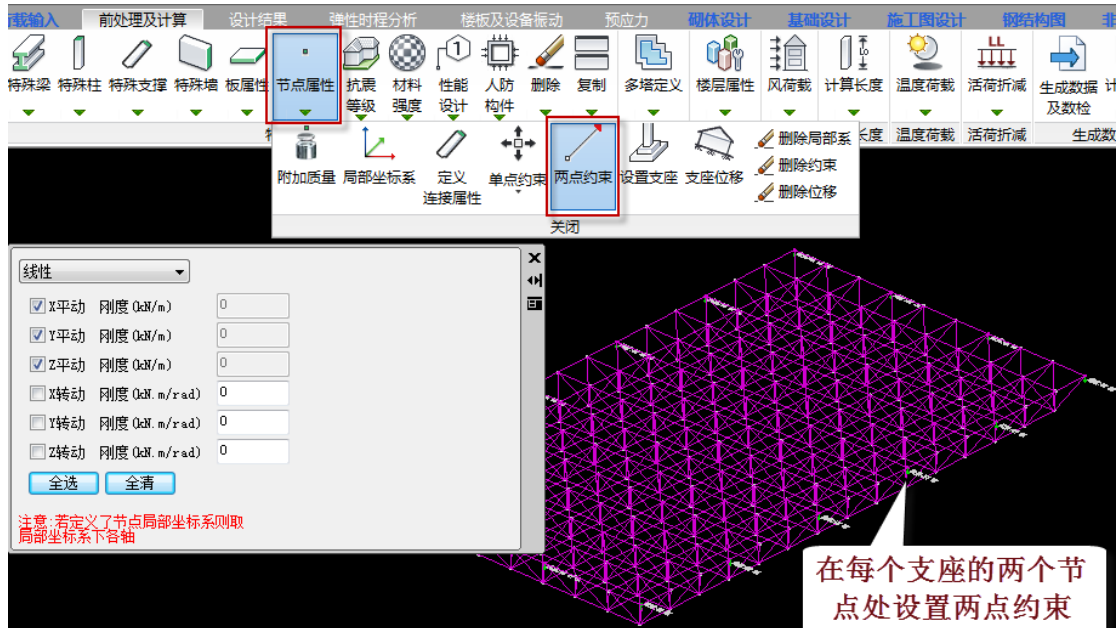 荷载输入 前处理及计算 设计结果 弹性时程分析 楼板及设备振动 预应力 砌体设计 基础设计 施工图设计 钢结构图 非
特殊梁 特殊柱 特殊支撑 特殊墙 板属性 节点属性 抗震等级 材料强度 性能设计 人防构件 删除 复制 多塔定义 楼层属性 风荷载 计算长度 温度荷载 活荷折减 生成数据及数检 计
特 长度 温度荷载 活荷折减 生成数
附加质量 局部坐标系 定义连接属性 单点约束 两点约束 设置支座 支座位移
删除局部系
删除约束
删除位移
关闭
线性
X平动 刚度(kN/m) 0
Y平动 刚度(kN/m) 0
Z平动 刚度(kN/m) 0
X转动 刚度(kN.m/rad) 0
Y转动 刚度(kN.m/rad) 0
Z转动 刚度(kN.m/rad) 0
全选 全清
注意:若定义了节点局部坐标系则取
局部坐标系下各轴
在每个支座的两个节
点处设置两点约束